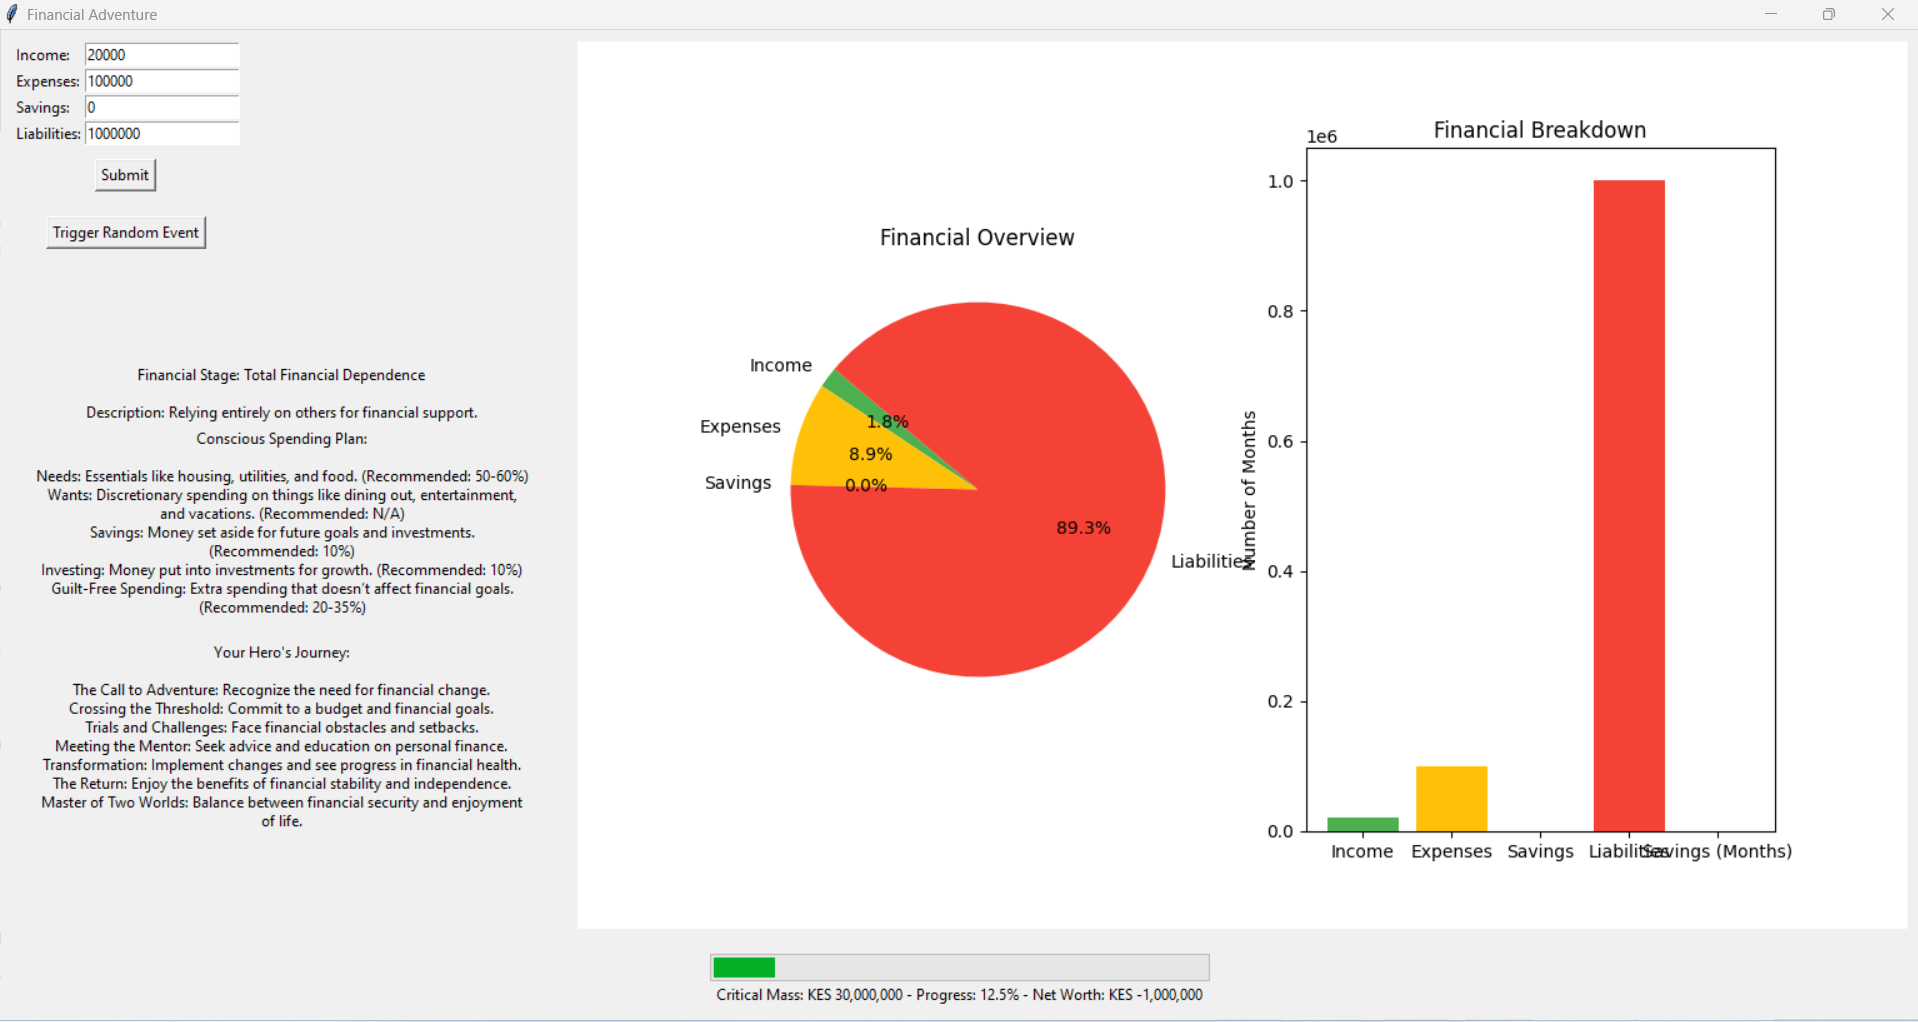 Financial Adventure
Income: 20000
Expenses: 100000
Savings: 0
Liabilities: 1000000
Submit
Trigger Random Event
Financial Stage: Total Financial Dependence
Description: Relying entirely on others for financial support.
Conscious Spending Plan:
Needs: Essentials like housing, utilities, and food. (Recommended: 50-60%)
Wants: Discretionary spending on things like dining out, entertainment,
and vacations. (Recommended: N/A)
Savings: Money set aside for future goals and investments.
(Recommended: 10%)
Investing: Money put into investments for growth. (Recommended: 10%)
Guilt-Free Spending: Extra spending that doesn't affect financial goals.
(Recommended: 20-35%)
Your Hero's Journey:
The Call to Adventure: Recognize the need for financial change.
Crossing the Threshold: Commit to a budget and financial goals.
Trials and Challenges: Face financial obstacles and setbacks.
Meeting the Mentor: Seek advice and education on personal finance.
Transformation: Implement changes and see progress in financial health.
The Return: Enjoy the benefits of financial stability and independence.
Master of Two Worlds: Balance between financial security and enjoyment
of life.
Financial Overview
Income
1.8%
Expenses
8.9%
Savings
0.0%
89.3%
Liabilities
Financial Breakdown
1e6
Number of Months
1.0
0.8
0.6
0.4
0.2
0.0
Income
Expenses
Savings
Liabilities
Savings (Months)
Critical Mass: KES 30,000,000 - Progress: 12.5% - Net Worth: KES -1,000,000